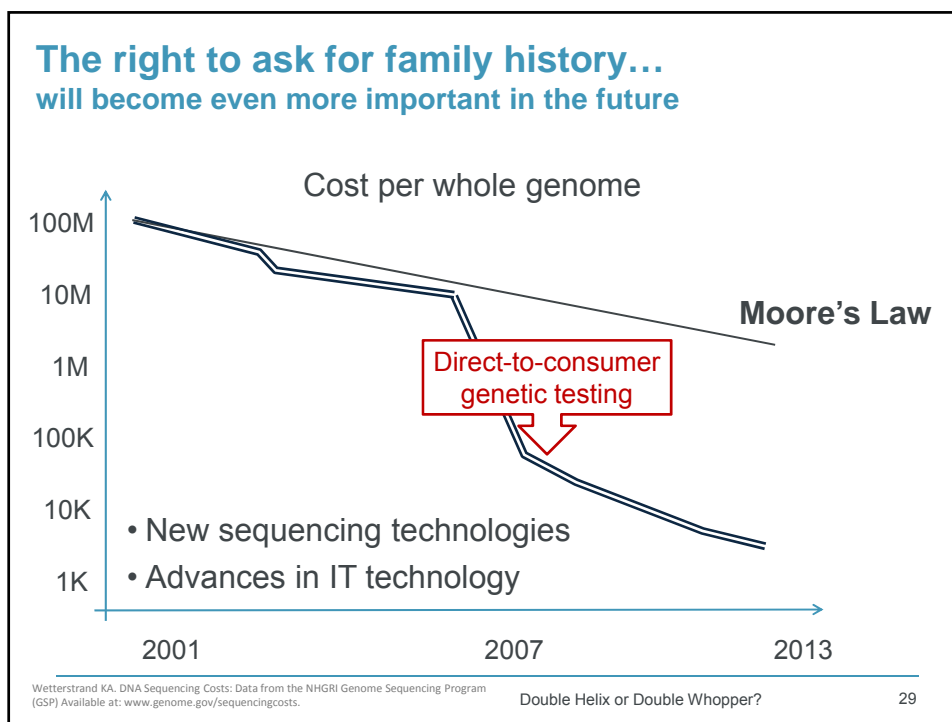 The right to ask for family history…
will become even more important in the future
Cost per whole genome
100M
10M
Moore’s Law
1M
Direct-to-consumer
genetic testing
100K
10K
• New sequencing technologies
• Advances in IT technology
1K
2001
2007
2013
Wetterstrand KA. DNA Sequencing Costs: Data from the NHGRI Genome Sequencing Program
(GSP) Available at: www.genome.gov/sequencingcosts.
Double Helix or Double Whopper?
29